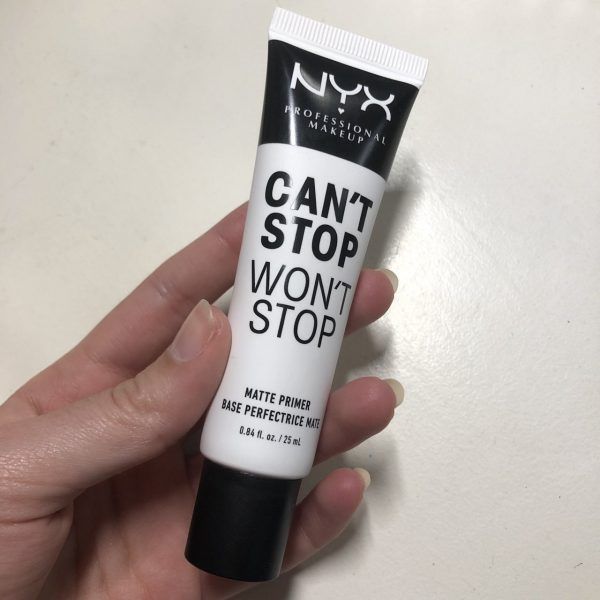 NYX
PROFESSIONAL
MAKEUP
CAN'T
STOP
WON'T
STOP
MATTE PRIMER
BASE PERFECTRICE MATE
0.84 fl. oz. / 25 mL